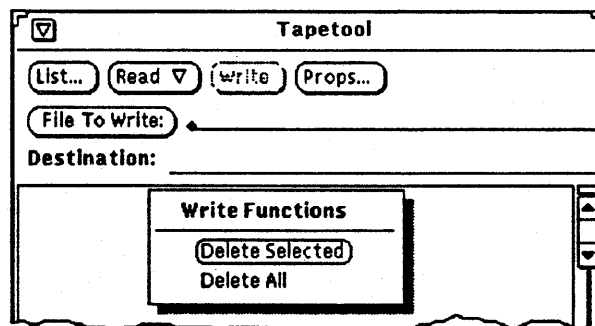 Tapetool
List... Read Write Props...
File To Write:
Destination:
Write Functions
Delete Selected
Delete All